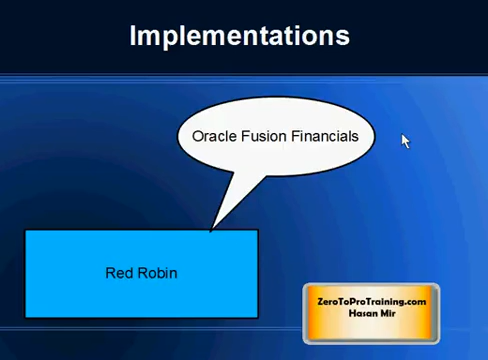 Implementations
Oracle Fusion Financials
Red Robin
ZeroToProTraining.com
Hasan Mir